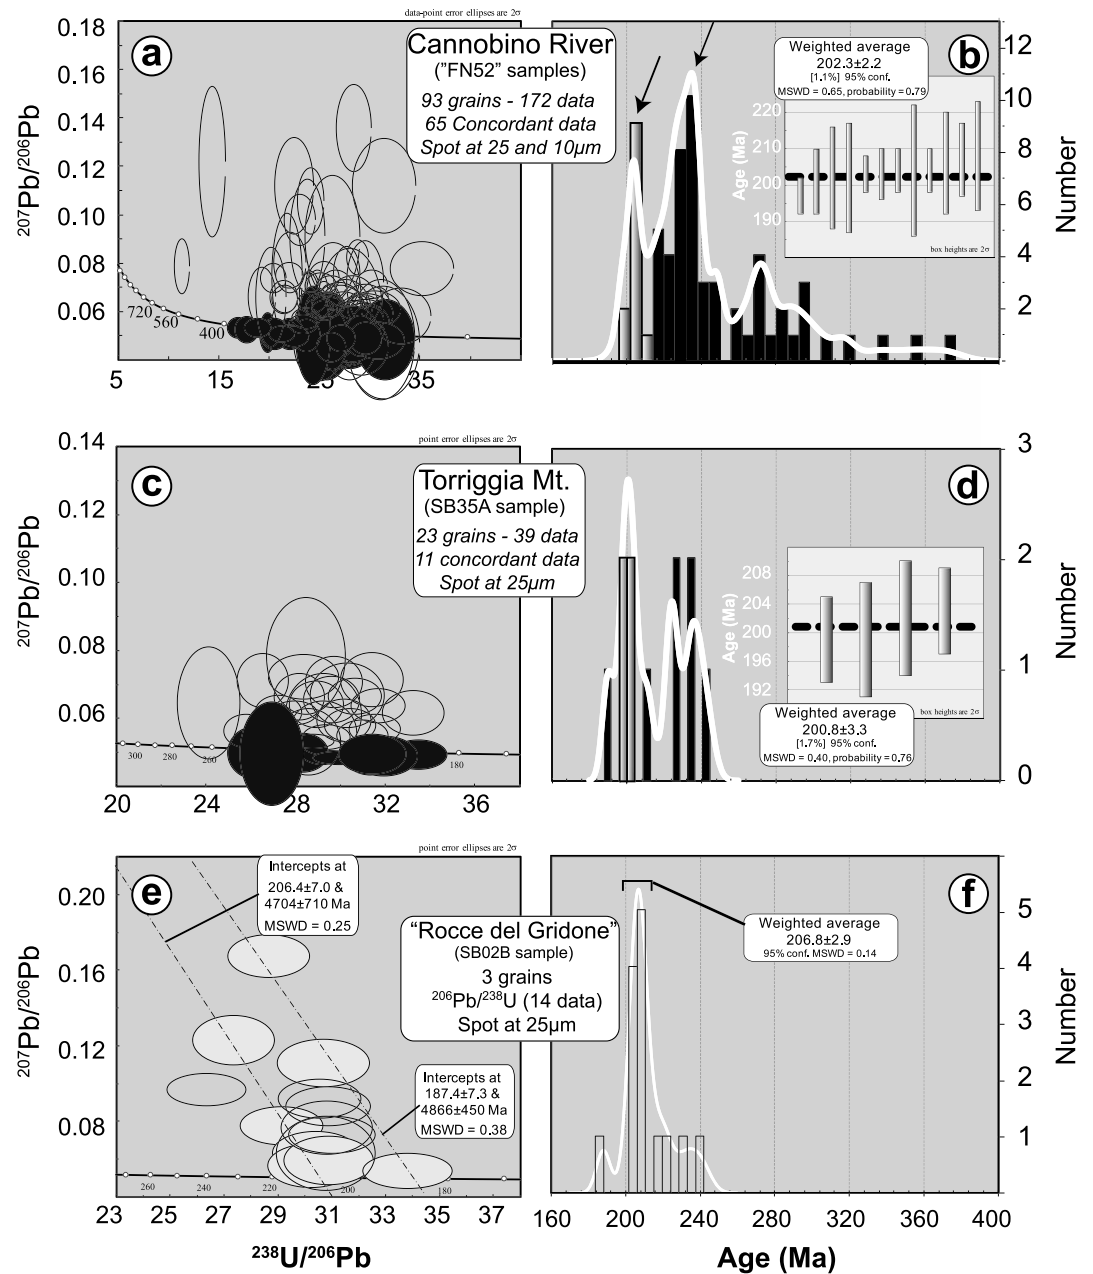 data-point error ellipses are 2σ
a
Cannobino River
("FN52" samples)
93 grains - 172 data
65 Concordant data
Spot at 25 and 10µm
0.18
0.16
0.14
0.12
0.10
0.08
0.06
207Pb/206Pb
720
560
400
5
15
25
35
b
Weighted average
202.3±2.2
[1.1%] 95% conf.
MSWD = 0.65, probability = 0.79
220
210
200
190
Age (Ma)
box heights are 2σ
12
10
8
6
4
2
0
Number
point error ellipses are 2σ
c
Torriggia Mt.
(SB35A sample)
23 grains - 39 data
11 concordant data
Spot at 25µm
0.14
0.12
0.10
0.08
0.06
207Pb/206Pb
300
280
260
180
20
24
28
32
36
d
208
204
200
196
192
Age (Ma)
box heights are 2σ
Weighted average
200.8±3.3
[1.7%] 95% conf.
MSWD = 0.40, probability = 0.76
3
2
1
0
Number
point error ellipses are 2σ
e
Intercepts at
206.4±7.0 &
4704±710 Ma
MSWD = 0.25
"Rocce del Gridone"
(SB02B sample)
3 grains
206Pb/238U (14 data)
Spot at 25µm
Intercepts at
187.4±7.3 &
4866±450 Ma
MSWD = 0.38
0.20
0.16
0.12
0.08
207Pb/206Pb
260
240
220
200
180
23
25
27
29
31
33
35
37
238U/206Pb
f
Weighted average
206.8±2.9
95% conf. MSWD = 0.14
5
4
3
2
1
Number
160
200
240
280
320
360
400
Age (Ma)